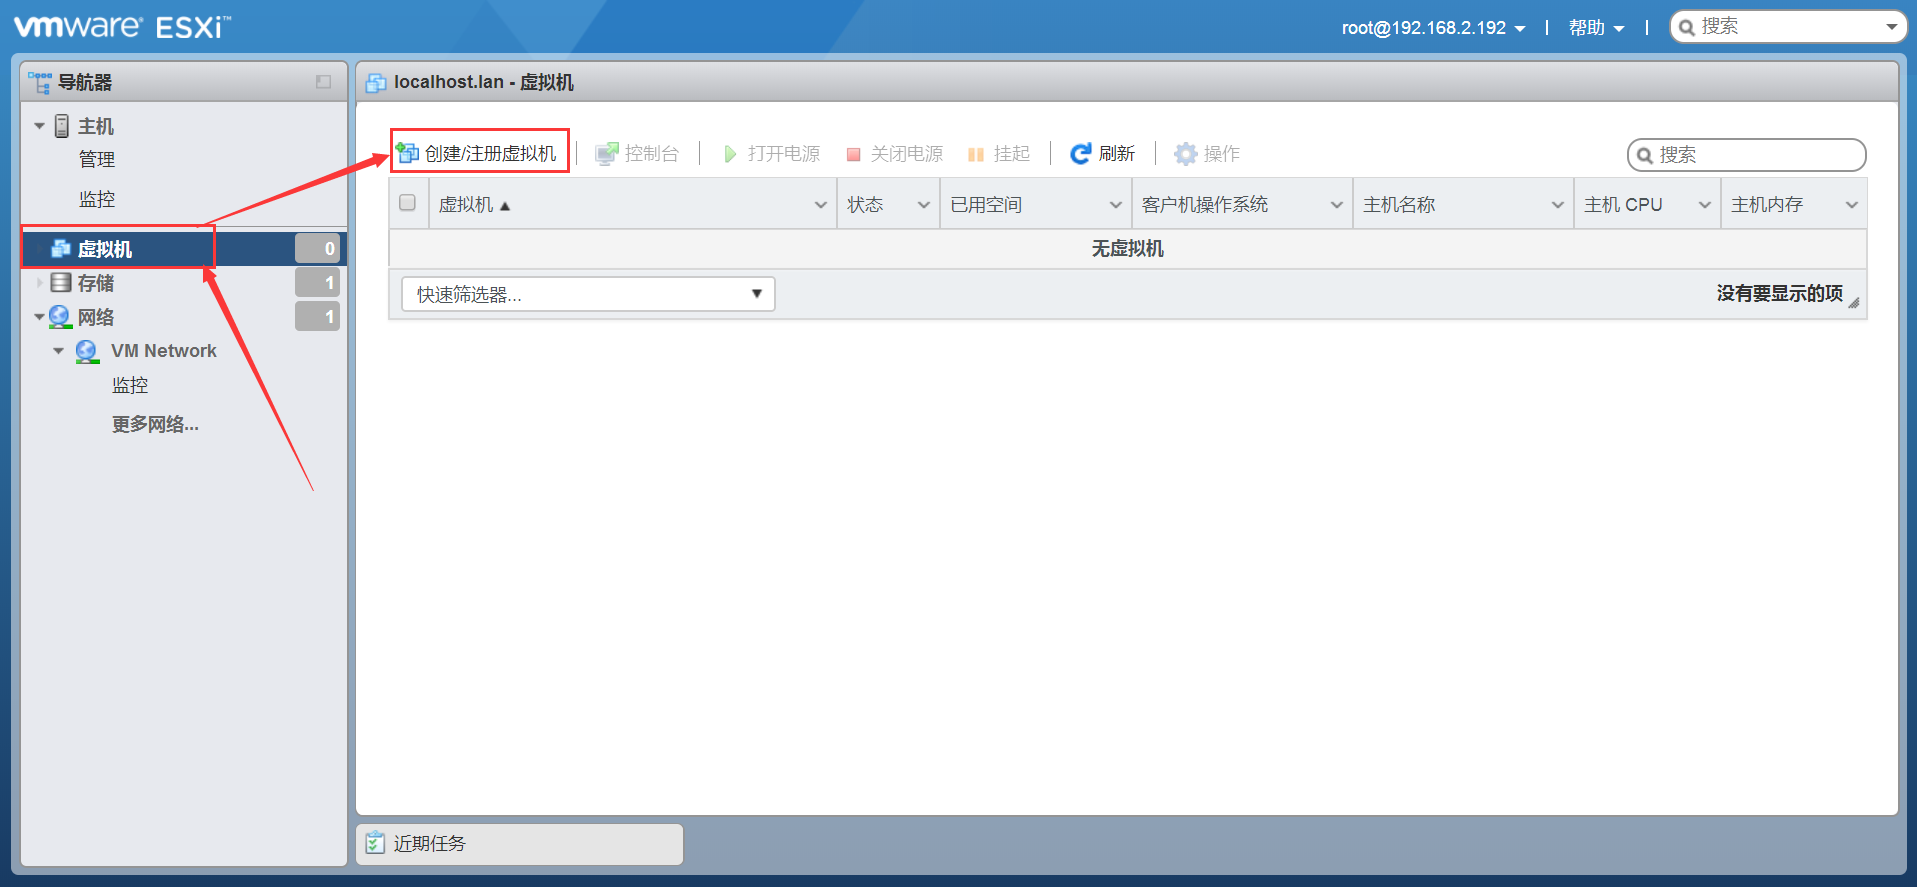 vmware ESXi™
root@192.168.2.192 | 帮助 | 搜索
导航器
主机
管理
监控
虚拟机 0
存储 1
网络 1
VM Network
监控
更多网络...
localhost.lan - 虚拟机
创建/注册虚拟机 | 控制台 | 打开电源 关闭电源 挂起 | 刷新 | 操作
搜索
虚拟机 ▲ 状态 已用空间 客户机操作系统 主机名称 主机 CPU 主机内存
无虚拟机
快速筛选器... 没有要显示的项
近期任务